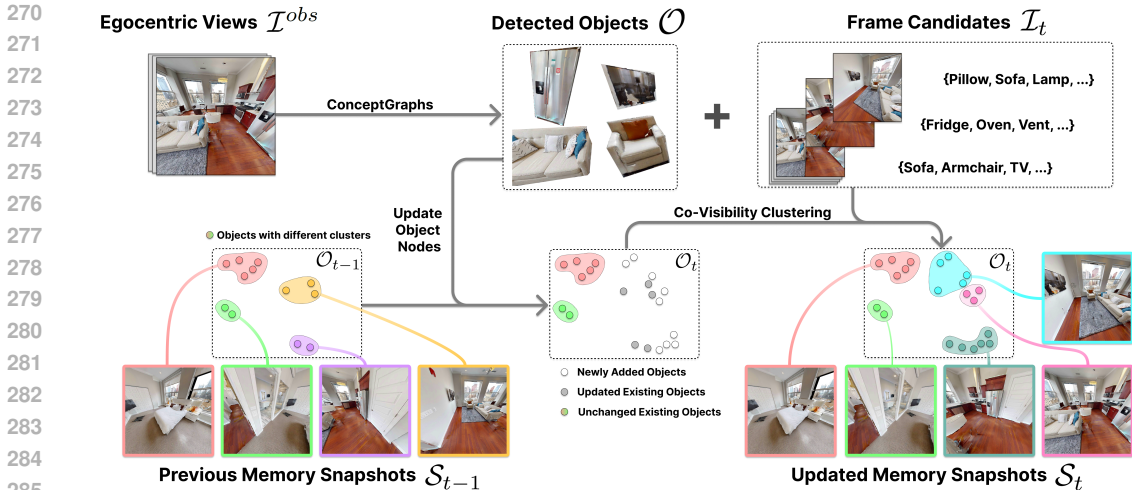 270
271
272
273
274
275
276
277
278
279
280
281
282
283
284
285
Egocentric Views 𝓘^{obs}
Detected Objects 𝓞
Frame Candidates 𝓘_t
ConceptGraphs
+
{Pillow, Sofa, Lamp, ...}
{Fridge, Oven, Vent, ...}
{Sofa, Armchair, TV, ...}
Update
Object
Nodes
Co-Visibility Clustering
Objects with different clusters
𝓞_{t−1}
𝓞_t
𝓞_t
Newly Added Objects
Updated Existing Objects
Unchanged Existing Objects
Previous Memory Snapshots 𝓢_{t−1}
Updated Memory Snapshots 𝓢_t